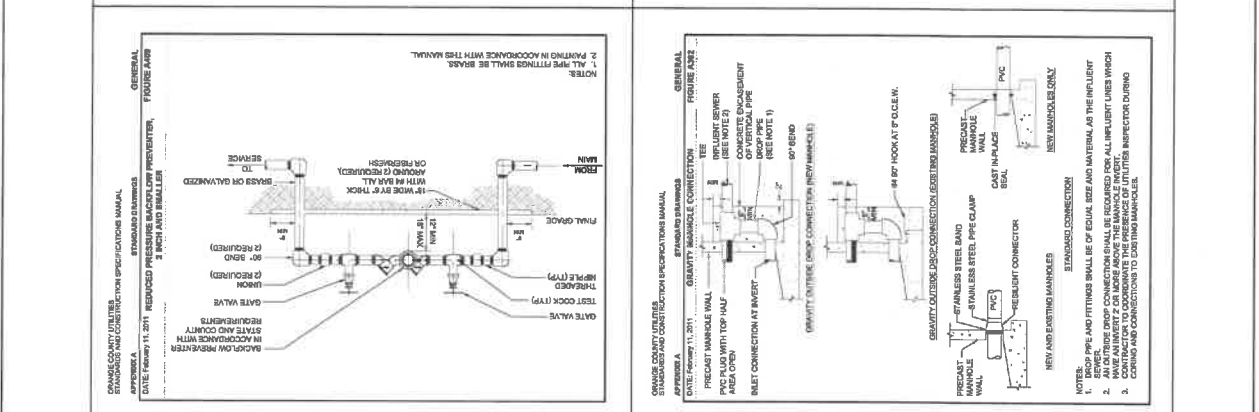 ORANGE COUNTY UTILITIES
STANDARDS AND CONSTRUCTION SPECIFICATIONS MANUAL
APPENDIX A
STANDARD DRAWINGS
GENERAL
DATE: February 11, 2011
REDUCED PRESSURE BACKFLOW PREVENTER,
2 INCH AND SMALLER
FIGURE A409
BACKFLOW PREVENTER
IN ACCORDANCE WITH
STATE AND COUNTY
REQUIREMENTS
GATE VALVE
UNION
(2 REQUIRED)
90° BEND
(2 REQUIRED)
GATE VALVE
TEST COCK (TYP)
THREADED
NIPPLE (TYP)
12" MIN
18" MAX
MIN
MIN
FINAL GRADE
BRASS OR GALVANIZED
18" WIDE BY 6" THICK
WITH #4 BAR ALL
AROUND (2 REQUIRED),
OR FIBERMESH
TO
SERVICE
FROM
MAIN
NOTES:
1. ALL PIPE FITTINGS SHALL BE BRASS.
2. PAINTING IN ACCORDANCE WITH THIS MANUAL.
ORANGE COUNTY UTILITIES
STANDARDS AND CONSTRUCTION SPECIFICATIONS MANUAL
APPENDIX A
STANDARD DRAWINGS
GENERAL
DATE: February 11, 2011
GRAVITY MANHOLE CONNECTION
FIGURE A302
PRECAST MANHOLE WALL
PVC PLUG WITH TOP HALF
AREA OPEN
INLET CONNECTION AT INVERT
TEE
INFLUENT SEWER
(SEE NOTE 2)
CONCRETE ENCASEMENT
OF VERTICAL PIPE
DROP PIPE
(SEE NOTE 1)
90° BEND
MIN
MIN
GRAVITY OUTSIDE DROP CONNECTION (NEW MANHOLE)
MIN
MIN
#4 90° HOOK AT 5" O.C.E.W.
GRAVITY OUTSIDE DROP CONNECTION (EXISTING MANHOLE)
PRECAST
MANHOLE
WALL
STAINLESS STEEL BAND
STAINLESS STEEL PIPE CLAMP
PVC
RESILIENT CONNECTOR
NEW AND EXISTING MANHOLES
PRECAST
MANHOLE
WALL
PVC
CAST IN-PLACE
SEAL
NEW MANHOLES ONLY
STANDARD CONNECTION
NOTES:
1. DROP PIPE AND FITTINGS SHALL BE OF EQUAL SIZE AND MATERIAL AS THE INFLUENT
SEWER.
2. AN OUTSIDE DROP CONNECTION SHALL BE REQUIRED FOR ALL INFLUENT LINES WHICH
HAVE AN INVERT 2' OR MORE ABOVE THE MANHOLE INVERT.
3. CONTRACTOR TO COORDINATE THE PRESENCE OF UTILITIES INSPECTOR DURING
CORING AND CONNECTIONS TO EXISTING MANHOLES.